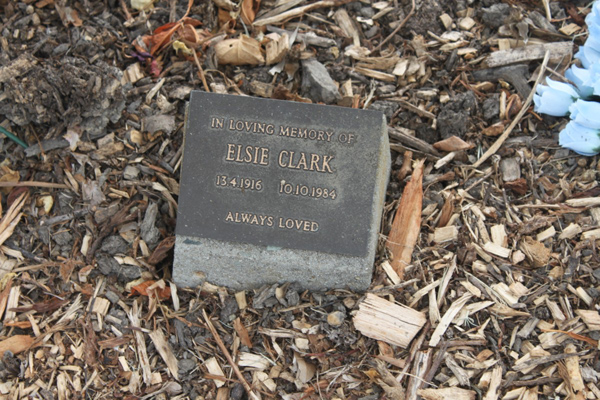 IN LOVING MEMORY OF
ELSIE CLARK
13.4.1916 10.10.1984
ALWAYS LOVED